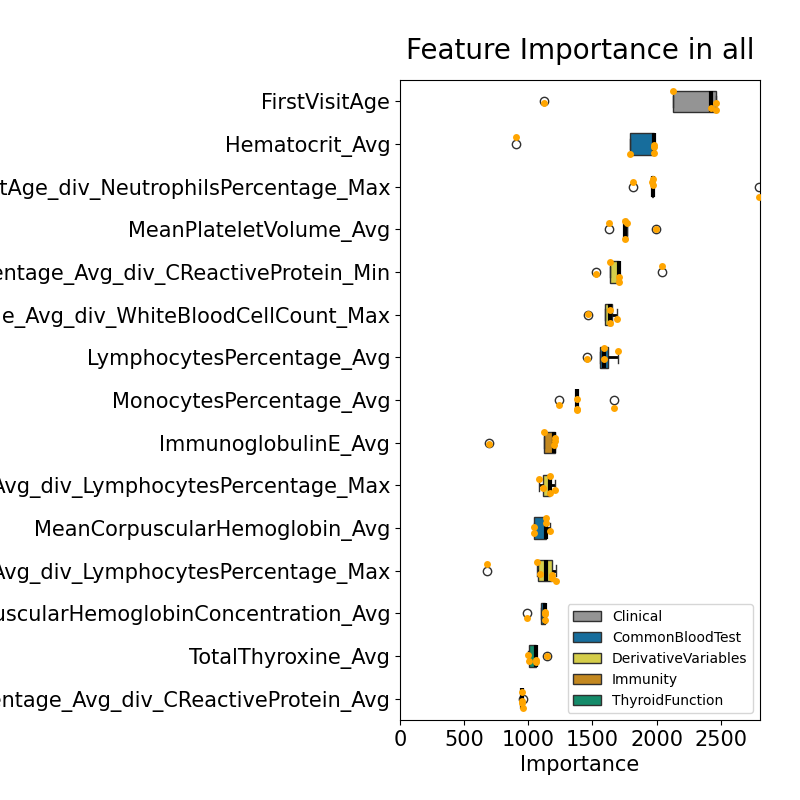 Feature Importance in all
FirstVisitAge
Hematocrit_Avg
tAge_div_NeutrophilsPercentage_Max
MeanPlateletVolume_Avg
entage_Avg_div_CReactiveProtein_Min
e_Avg_div_WhiteBloodCellCount_Max
LymphocytesPercentage_Avg
MonocytesPercentage_Avg
ImmunoglobulinE_Avg
Avg_div_LymphocytesPercentage_Max
MeanCorpuscularHemoglobin_Avg
Avg_div_LymphocytesPercentage_Max
uscularHemoglobinConcentration_Avg
TotalThyroxine_Avg
entage_Avg_div_CReactiveProtein_Avg
Clinical
CommonBloodTest
DerivativeVariables
Immunity
ThyroidFunction
0 500 1000 1500 2000 2500
Importance